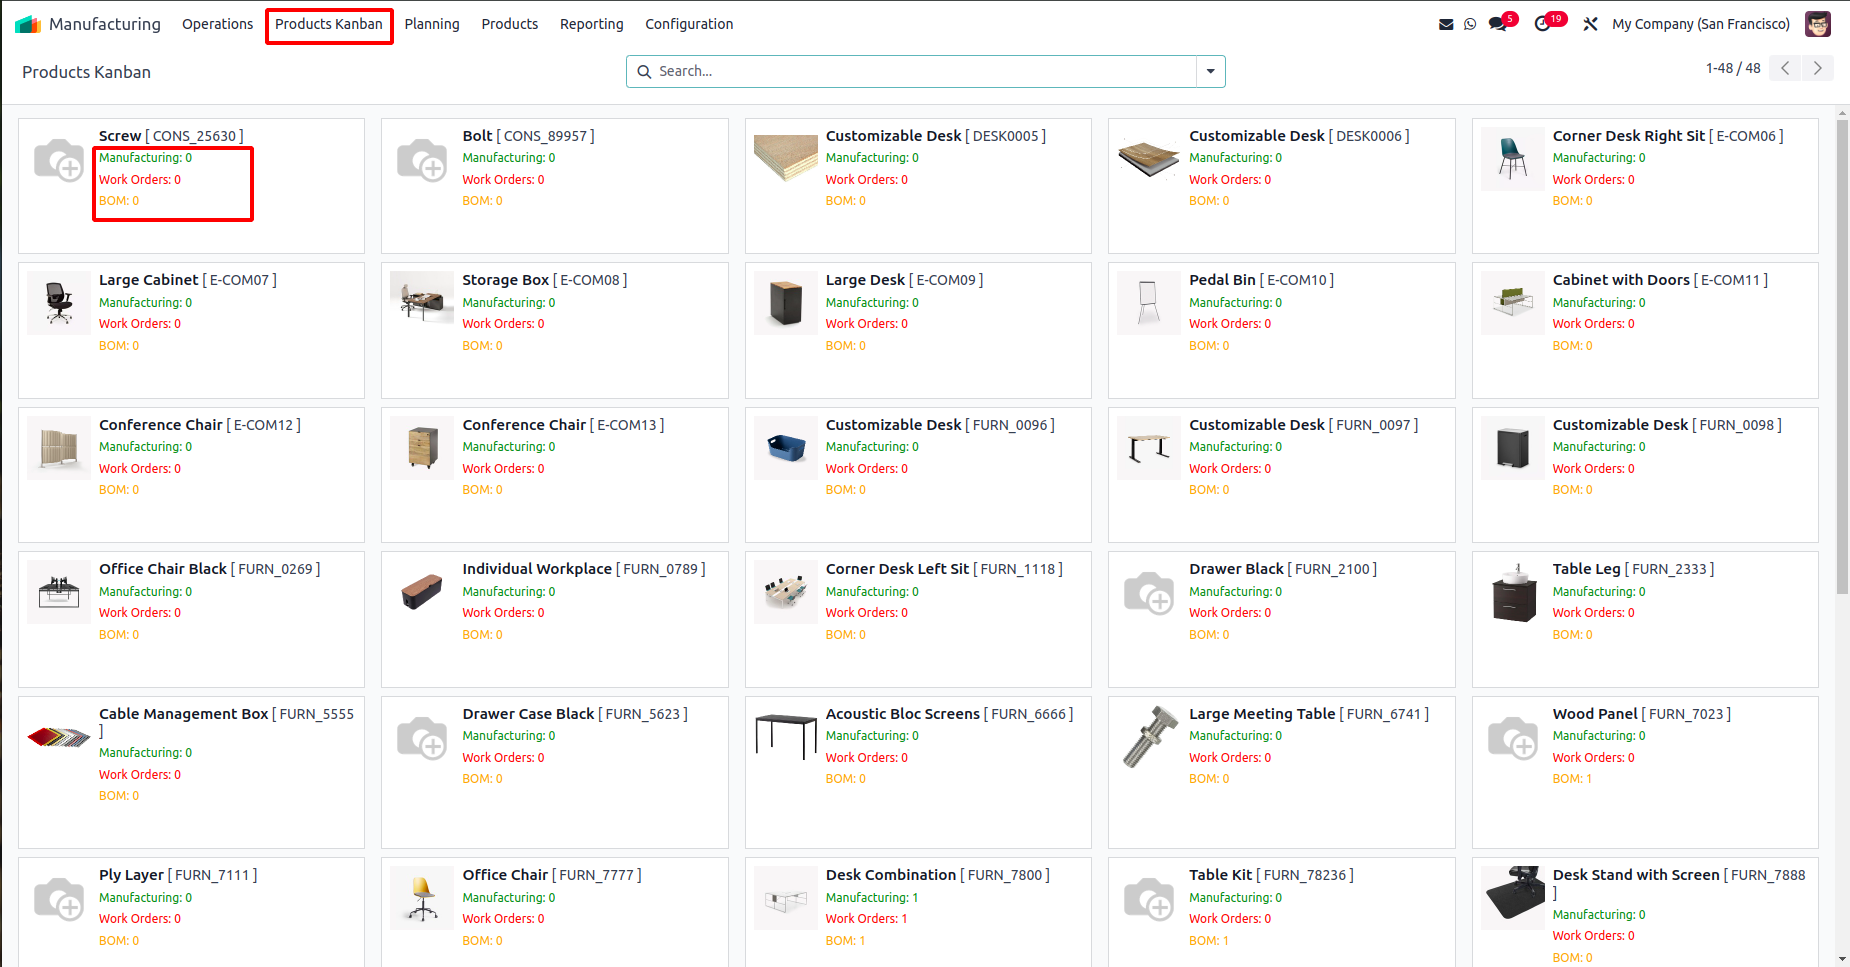 Manufacturing Operations Products Kanban Planning Products Reporting Configuration 5 19 My Company (San Francisco)
Products Kanban Search... 1-48 / 48
Screw [ CONS_25630 ]
Manufacturing: 0
Work Orders: 0
BOM: 0
Bolt [ CONS_89957 ]
Manufacturing: 0
Work Orders: 0
BOM: 0
Customizable Desk [ DESK0005 ]
Manufacturing: 0
Work Orders: 0
BOM: 0
Customizable Desk [ DESK0006 ]
Manufacturing: 0
Work Orders: 0
BOM: 0
Corner Desk Right Sit [ E-COM06 ]
Manufacturing: 0
Work Orders: 0
BOM: 0
Large Cabinet [ E-COM07 ]
Manufacturing: 0
Work Orders: 0
BOM: 0
Storage Box [ E-COM08 ]
Manufacturing: 0
Work Orders: 0
BOM: 0
Large Desk [ E-COM09 ]
Manufacturing: 0
Work Orders: 0
BOM: 0
Pedal Bin [ E-COM10 ]
Manufacturing: 0
Work Orders: 0
BOM: 0
Cabinet with Doors [ E-COM11 ]
Manufacturing: 0
Work Orders: 0
BOM: 0
Conference Chair [ E-COM12 ]
Manufacturing: 0
Work Orders: 0
BOM: 0
Conference Chair [ E-COM13 ]
Manufacturing: 0
Work Orders: 0
BOM: 0
Customizable Desk [ FURN_0096 ]
Manufacturing: 0
Work Orders: 0
BOM: 0
Customizable Desk [ FURN_0097 ]
Manufacturing: 0
Work Orders: 0
BOM: 0
Customizable Desk [ FURN_0098 ]
Manufacturing: 0
Work Orders: 0
BOM: 0
Office Chair Black [ FURN_0269 ]
Manufacturing: 0
Work Orders: 0
BOM: 0
Individual Workplace [ FURN_0789 ]
Manufacturing: 0
Work Orders: 0
BOM: 0
Corner Desk Left Sit [ FURN_1118 ]
Manufacturing: 0
Work Orders: 0
BOM: 0
Drawer Black [ FURN_2100 ]
Manufacturing: 0
Work Orders: 0
BOM: 0
Table Leg [ FURN_2333 ]
Manufacturing: 0
Work Orders: 0
BOM: 0
Cable Management Box [ FURN_5555
]
Manufacturing: 0
Work Orders: 0
BOM: 0
Drawer Case Black [ FURN_5623 ]
Manufacturing: 0
Work Orders: 0
BOM: 0
Acoustic Bloc Screens [ FURN_6666 ]
Manufacturing: 0
Work Orders: 0
BOM: 0
Large Meeting Table [ FURN_6741 ]
Manufacturing: 0
Work Orders: 0
BOM: 0
Wood Panel [ FURN_7023 ]
Manufacturing: 0
Work Orders: 0
BOM: 1
Ply Layer [ FURN_7111 ]
Manufacturing: 0
Work Orders: 0
BOM: 0
Office Chair [ FURN_7777 ]
Manufacturing: 0
Work Orders: 0
BOM: 0
Desk Combination [ FURN_7800 ]
Manufacturing: 1
Work Orders: 1
BOM: 1
Table Kit [ FURN_78236 ]
Manufacturing: 0
Work Orders: 0
BOM: 1
Desk Stand with Screen [ FURN_7888
]
Manufacturing: 0
Work Orders: 0
BOM: 0